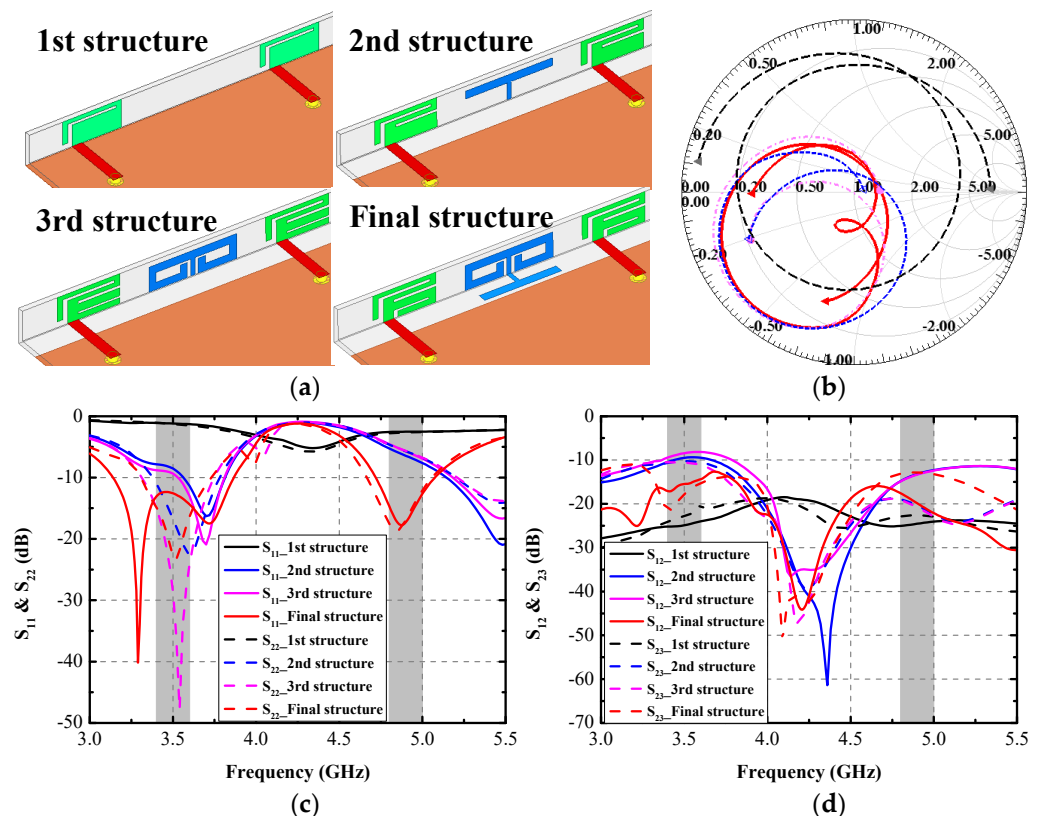 1st structure
2nd structure
3rd structure
Final structure
(a)
1.00
0.50
2.00
0.20
5.00
0.00
0.00
0.20
0.50
1.00
2.00
5.00
-0.20
-5.00
-0.50
-2.00
-1.00
(b)
0
-10
-20
-30
-40
-50
S11 & S22 (dB)
S11_1st structure
S11_2nd structure
S11_3rd structure
S11_Final structure
S22_1st structure
S22_2nd structure
S22_3rd structure
S22_Final structure
3.0
3.5
4.0
4.5
5.0
5.5
Frequency (GHz)
(c)
0
-10
-20
-30
-40
-50
-60
-70
S12 & S23 (dB)
S12_1st structure
S12_2nd structure
S12_3rd structure
S12_Final structure
S23_1st structure
S23_2nd structure
S23_3rd structure
S23_Final structure
3.0
3.5
4.0
4.5
5.0
5.5
Frequency (GHz)
(d)